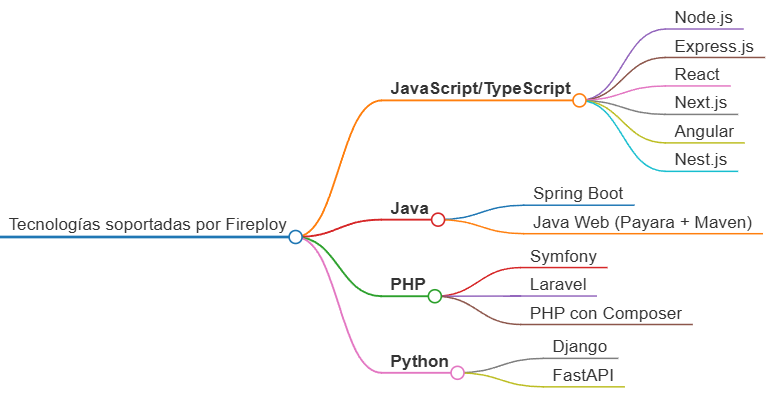 Tecnologías soportadas por Fireploy
JavaScript/TypeScript
Node.js
Express.js
React
Next.js
Angular
Nest.js
Java
Spring Boot
Java Web (Payara + Maven)
PHP
Symfony
Laravel
PHP con Composer
Python
Django
FastAPI